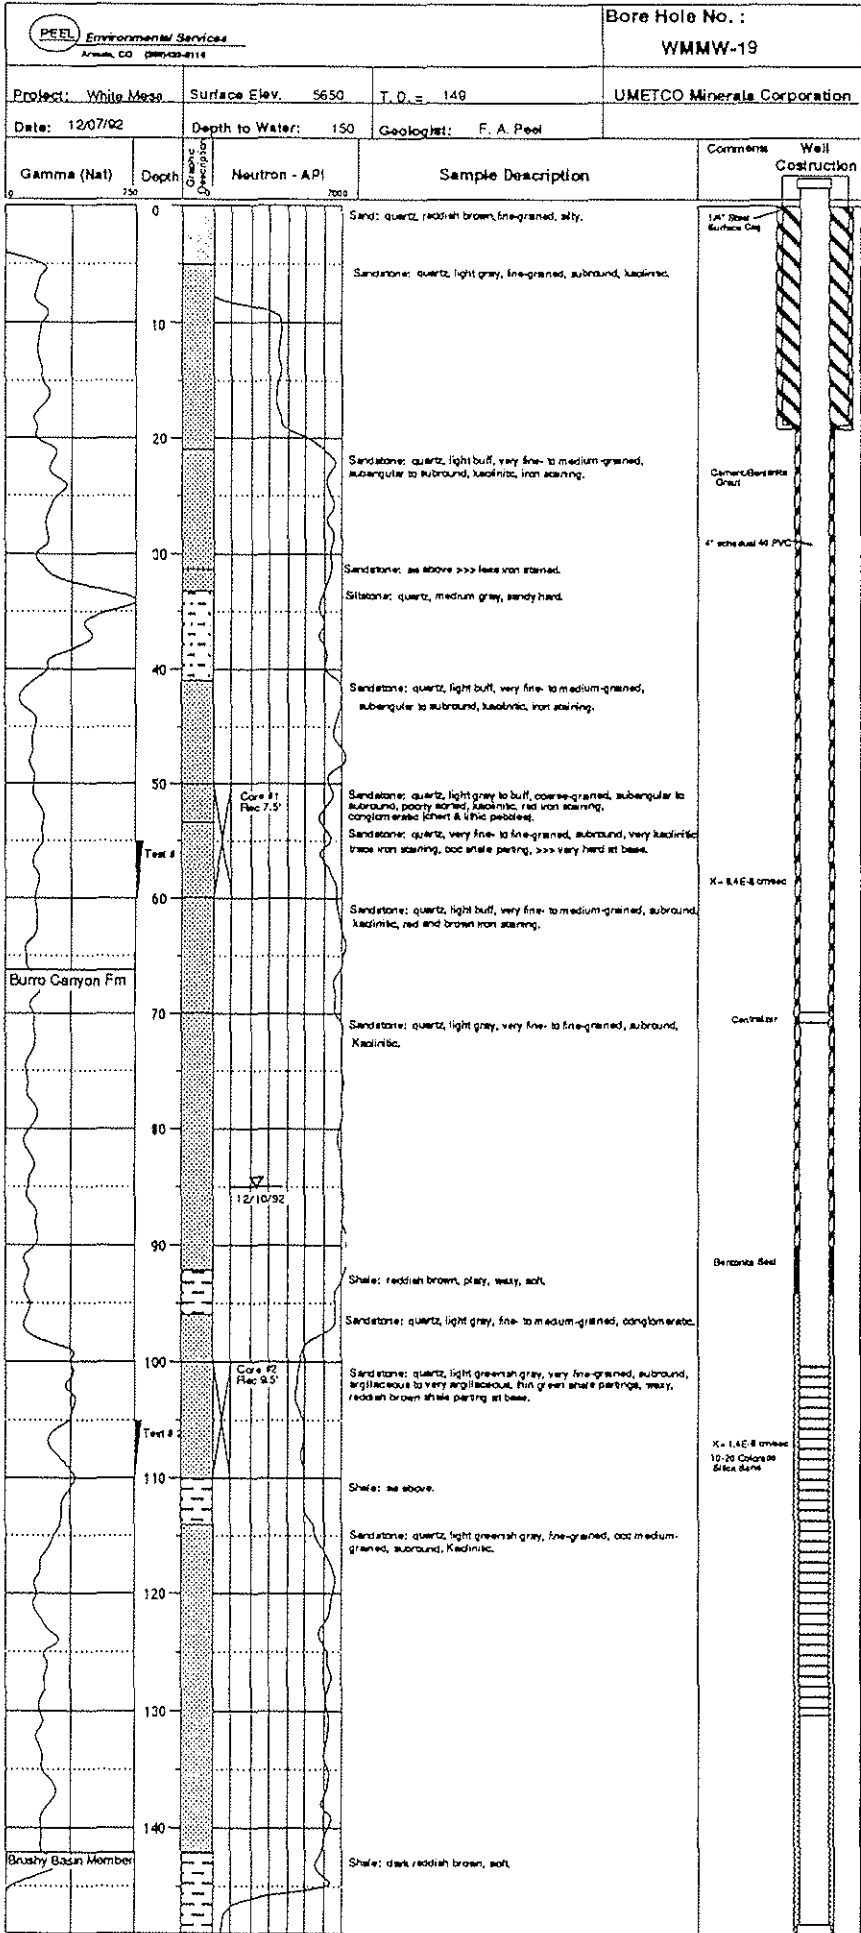 PEEL Environmental Services
Arvada, CO
Bore Hole No. :
WMMW-19
Project: White Mesa
Surface Elev. 5650
T. D. = 149
UMETCO Minerals Corporation
Date: 12/07/92
Depth to Water: 150
Geologist: F. A. Peel
Gamma (Nat)
0 250
Depth
Graphic Description
Neutron - API
0 7000
Sample Description
Comments
Well Costruction
0
Sand: quartz, reddish brown, fine-grained, silty.
Steel Surface Csg
Sandstone: quartz, light gray, fine-grained, subround, kaolinitic.
10
20
Sandstone: quartz, light buff, very fine- to medium-grained,
subangular to subround, kaolinitic, iron staining.
Cement/Bentonite
Grout
4" schedual 40 PVC
30
Sandstone: as above >>> less iron stained.
Siltstone: quartz, medium gray, sandy hard.
40
Sandstone: quartz, light buff, very fine- to medium-grained,
subangular to subround, kaolinitic, iron staining.
50
Core #1
Rec 7.5'
Sandstone: quartz, light gray to buff, coarse-grained, subangular to
subround, poorly sorted, kaolinitic, red iron staining,
conglomeratic (chert & lithic pebbles).
Sandstone: quartz, very fine- to fine-grained, subround, very kaolinitic
trace iron staining, occ shale parting, >>> very hard at base.
Test #
60
Sandstone: quartz, light buff, very fine- to medium-grained, subround,
kaolinitic, red and brown iron staining.
Burro Canyon Fm
70
Sandstone: quartz, light gray, very fine- to fine-grained, subround,
Kaolinitic.
Centralizer
80
12/10/92
90
Bentonite Seal
Shale: reddish brown, platy, waxy, soft.
Sandstone: quartz, light gray, fine- to medium-grained, conglomeratic.
100
Core #2
Rec 9.5'
Sandstone: quartz, light greenish gray, very fine-grained, subround,
argillaceous to very argillaceous, thin green shale partings, waxy,
reddish brown shale parting at base.
Test #
10-20 Colorado
Silica Sand
110
Shale: as above.
Sandstone: quartz, light greenish gray, fine-grained, occ medium-
grained, subround, Kaolinitic.
120
130
140
Brushy Basin Member
Shale: dark reddish brown, soft.